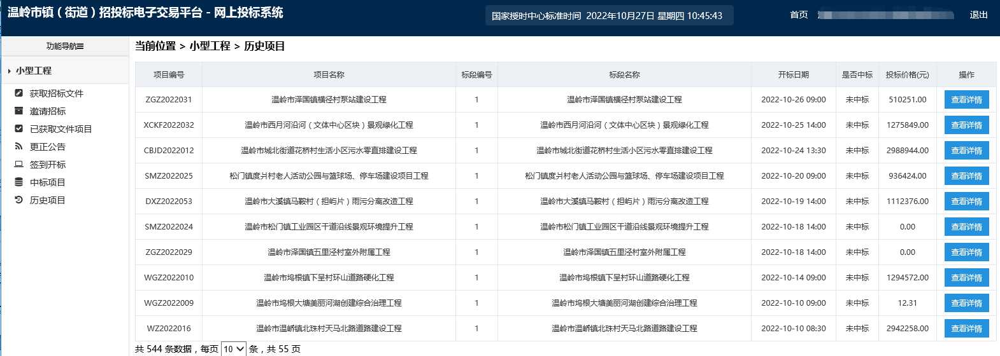 温岭市镇（街道）招投标电子交易平台 - 网上投标系统
国家授时中心标准时间 2022年10月27日 星期四 10:45:43
首页 退出
功能导航
小型工程
获取招标文件
邀请招标
已获取文件项目
更正公告
签到开标
中标项目
历史项目
当前位置 > 小型工程 > 历史项目
项目编号 项目名称 标段编号 标段名称 开标日期 是否中标 投标价格(元) 操作
ZGZ2022031 温岭市泽国镇横径村泵站建设工程 1 温岭市泽国镇横径村泵站建设工程 2022-10-26 09:00 未中标 510251.00 查看详情
XCKF2022032 温岭市西月河沿河（文体中心区块）景观绿化工程 1 温岭市西月河沿河（文体中心区块）景观绿化工程 2022-10-25 14:00 未中标 1275849.00 查看详情
CBJD2022012 温岭市城北街道花桥村生活小区污水零直排建设工程 1 温岭市城北街道花桥村生活小区污水零直排建设工程 2022-10-24 13:30 未中标 2988944.00 查看详情
SMZ2022025 松门镇度爿村老人活动公园与篮球场、停车场建设项目工程 1 松门镇度爿村老人活动公园与篮球场、停车场建设项目工程 2022-10-20 09:00 未中标 936424.00 查看详情
DXZ2022053 温岭市大溪镇马鞍村（担屿片）雨污分离改造工程 1 温岭市大溪镇马鞍村（担屿片）雨污分离改造工程 2022-10-19 14:00 未中标 1112376.00 查看详情
SMZ2022024 温岭市松门镇工业园区干道沿线景观环境提升工程 1 温岭市松门镇工业园区干道沿线景观环境提升工程 2022-10-18 14:00 未中标 0.00 查看详情
ZGZ2022029 温岭市泽国镇五里泾村室外附属工程 1 温岭市泽国镇五里泾村室外附属工程 2022-10-18 14:00 未中标 0.00 查看详情
WGZ2022010 温岭市坞根镇下呈村环山道路硬化工程 1 温岭市坞根镇下呈村环山道路硬化工程 2022-10-14 09:00 未中标 1294572.00 查看详情
WGZ2022009 温岭市坞根大塘美丽河湖创建综合治理工程 1 温岭市坞根大塘美丽河湖创建综合治理工程 2022-10-10 09:00 未中标 12.31 查看详情
WZ2022016 温岭市温峤镇北珠村天马北路道路建设工程 1 温岭市温峤镇北珠村天马北路道路建设工程 2022-10-10 08:30 未中标 2942258.00 查看详情
共 544 条数据，每页 10 条，共 55 页